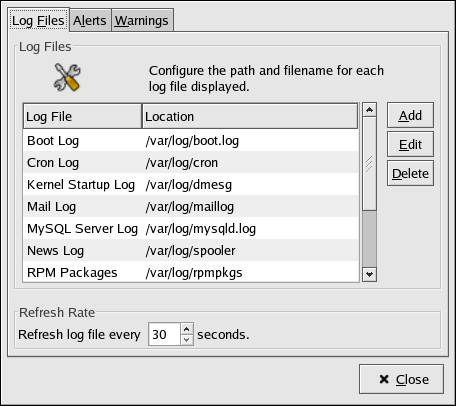 Log Files Alerts Warnings
Log Files
Configure the path and filename for each
log file displayed.
Log File Location
Boot Log /var/log/boot.log
Cron Log /var/log/cron
Kernel Startup Log /var/log/dmesg
Mail Log /var/log/maillog
MySQL Server Log /var/log/mysqld.log
News Log /var/log/spooler
RPM Packages /var/log/rpmpkgs
Add
Edit
Delete
Refresh Rate
Refresh log file every 30 seconds.
Close